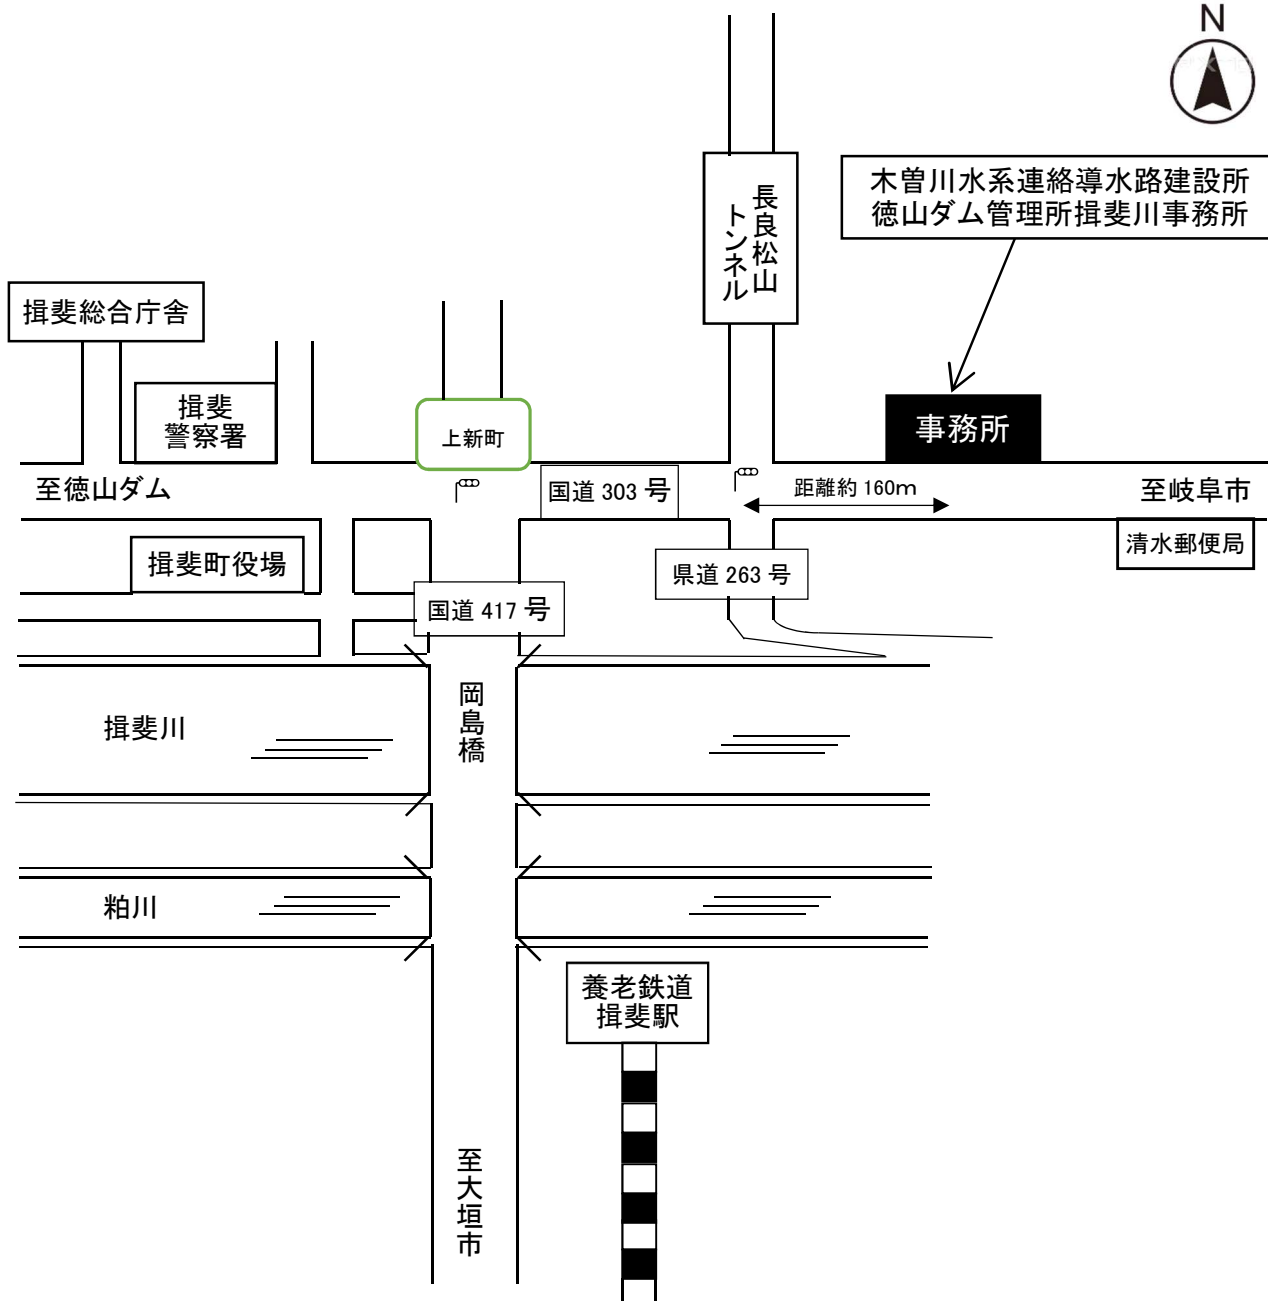 N
木曽川水系連絡導水路建設所
徳山ダム管理所揖斐川事務所
長良松山
トンネル
揖斐総合庁舎
揖斐
警察署
上新町
事務所
至徳山ダム
国道 303 号
距離約 160m
至岐阜市
揖斐町役場
国道 417 号
県道 263 号
清水郵便局
岡島橋
揖斐川
粕川
養老鉄道
揖斐駅
至大垣市